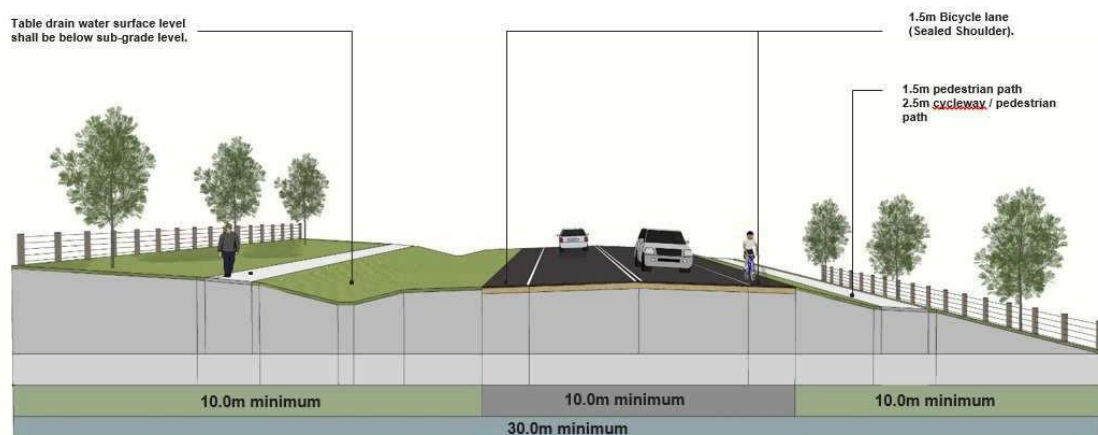 Table drain water surface level
shall be below sub-grade level.
1.5m Bicycle lane
(Sealed Shoulder).
1.5m pedestrian path
2.5m cycleway / pedestrian
path
10.0m minimum
10.0m minimum
10.0m minimum
30.0m minimum